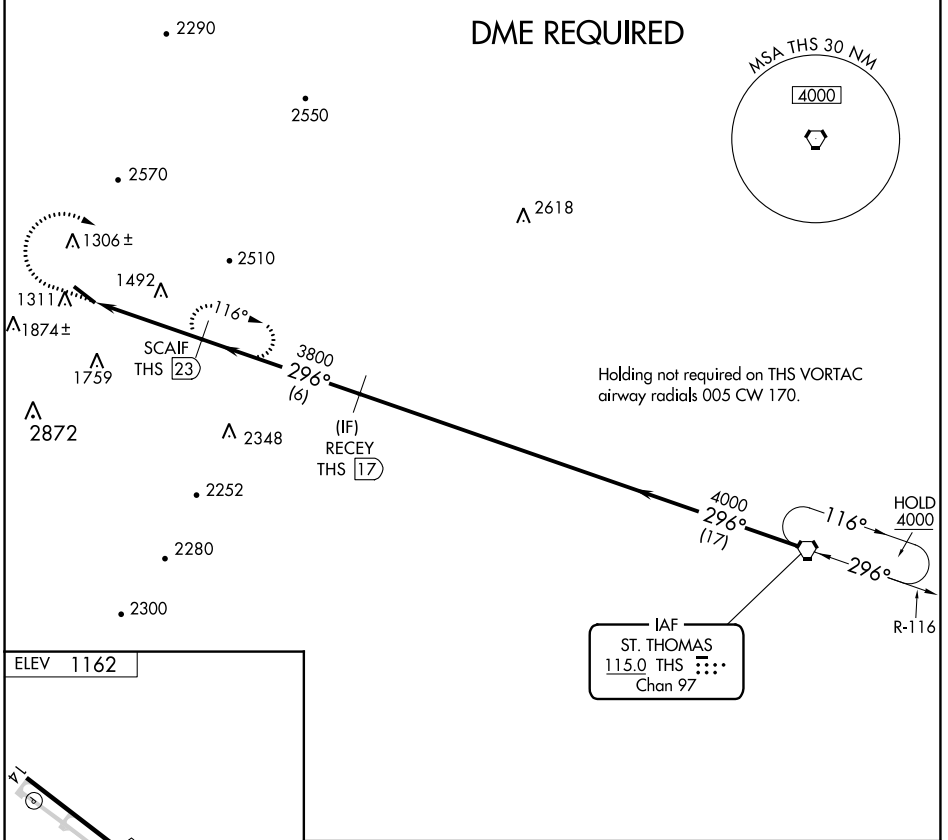 DME REQUIRED
2290
MSA THS 30 NM
4000
2550
2570
2618
1306±
2510
1492
1311
116°
1874±
SCAIF
THS 23
3800
296°
(6)
1759
Holding not required on THS VORTAC
airway radials 005 CW 170.
2872
(IF)
RECEY
THS 17
2348
2252
4000
296°
(17)
HOLD
4000
116°
296°
2280
R-116
2300
IAF
ST. THOMAS
115.0 THS
Chan 97
ELEV 1162
14
P